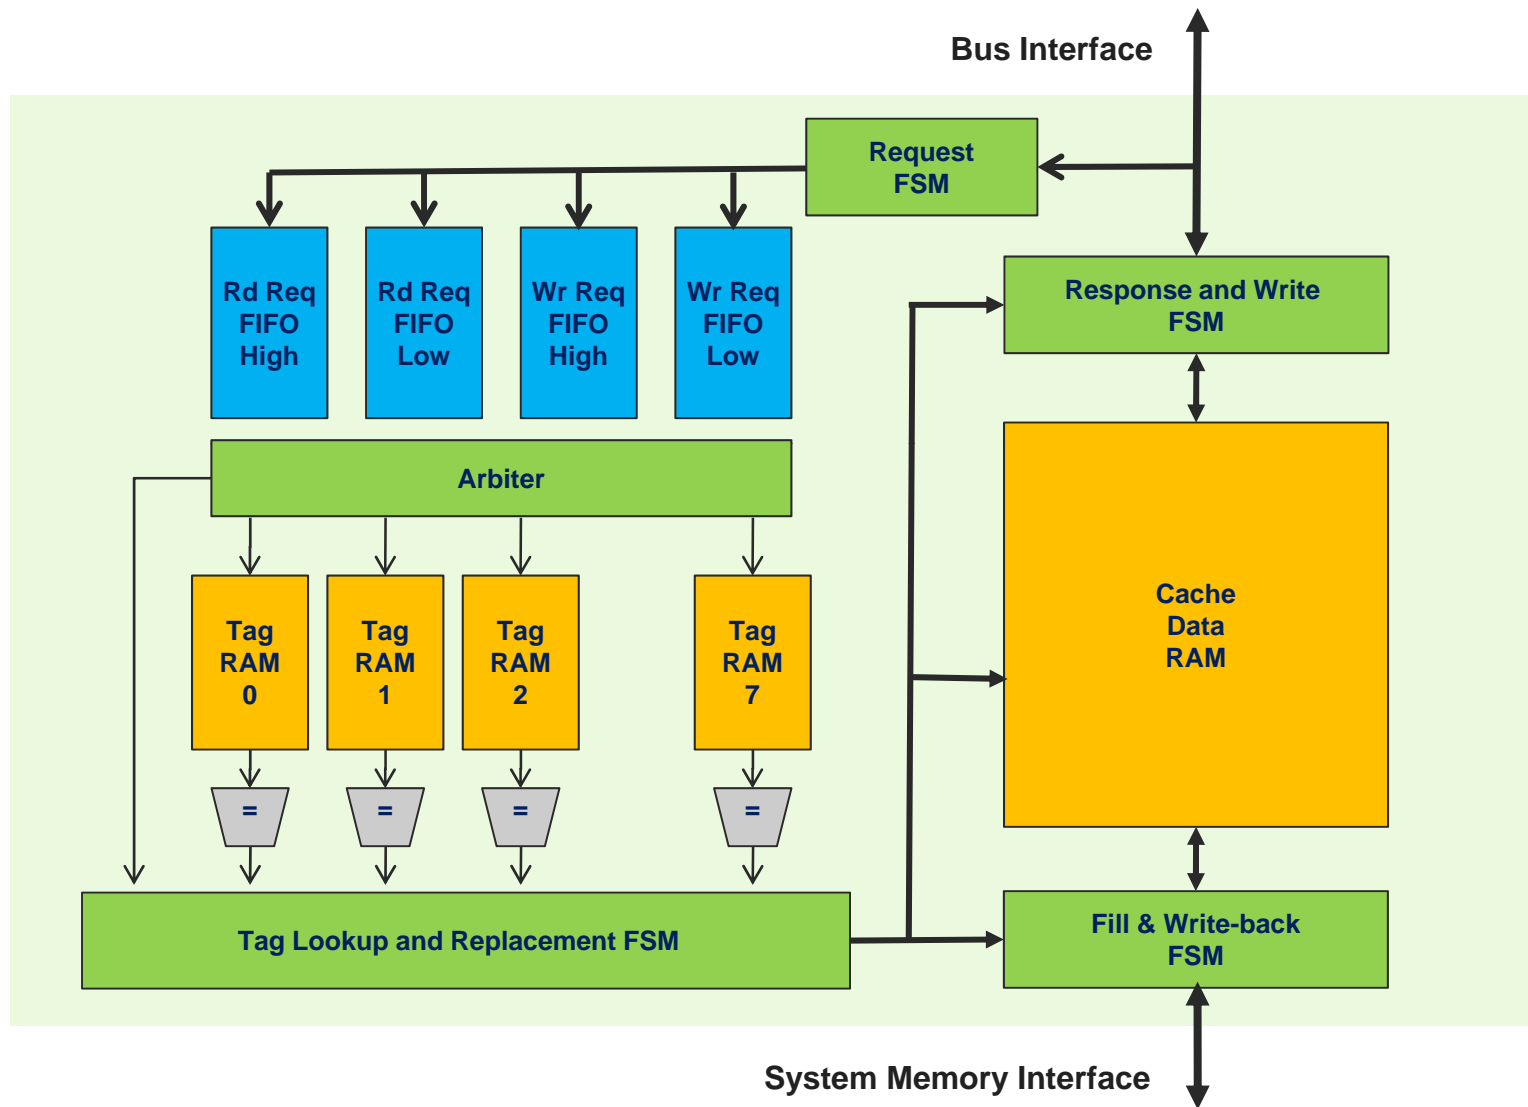 Bus Interface
Request
FSM
Rd Req
FIFO
High
Rd Req
FIFO
Low
Wr Req
FIFO
High
Wr Req
FIFO
Low
Response and Write
FSM
Arbiter
Tag
RAM
0
Tag
RAM
1
Tag
RAM
2
Tag
RAM
7
Cache
Data
RAM
=
=
=
=
Tag Lookup and Replacement FSM
Fill & Write-back
FSM
System Memory Interface